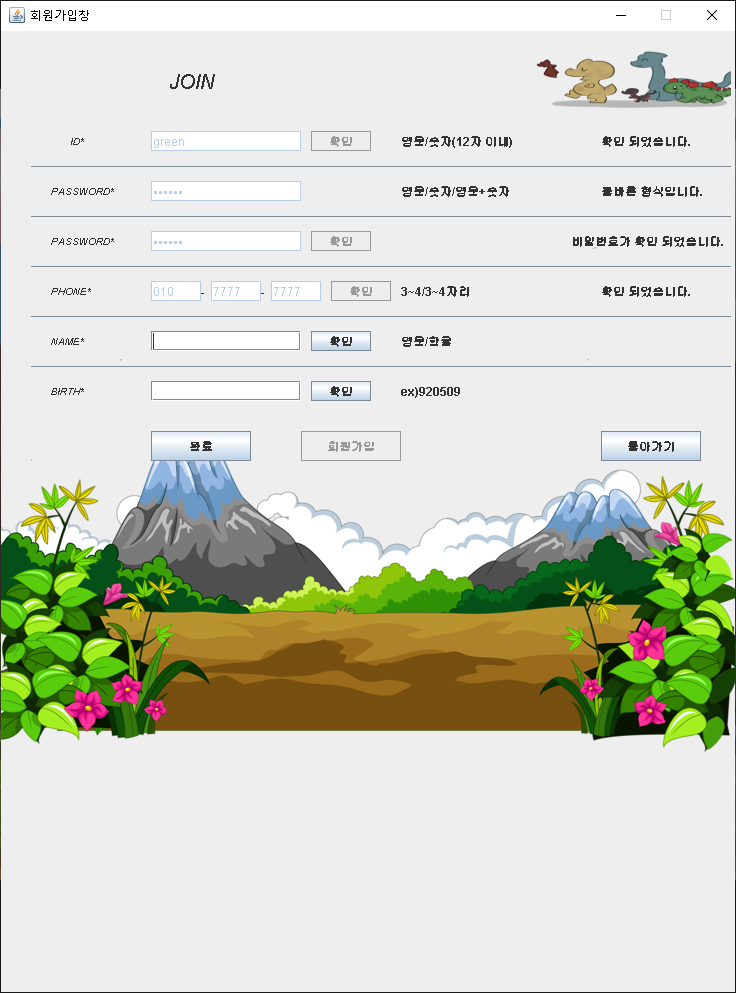 회원가입창
JOIN
ID* green 확인 영문/숫자(12자 이내) 확인 되었습니다.
PASSWORD* •••••• 영문/숫자/영문+숫자 올바른 형식입니다.
PASSWORD* •••••• 확인 비밀번호가 확인 되었습니다.
PHONE* 010 - 7777 - 7777 확인 3~4/3~4자리 확인 되었습니다.
NAME* 확인 영문/한글
BIRTH* 확인 ex)920509
완료 회원가입 돌아가기